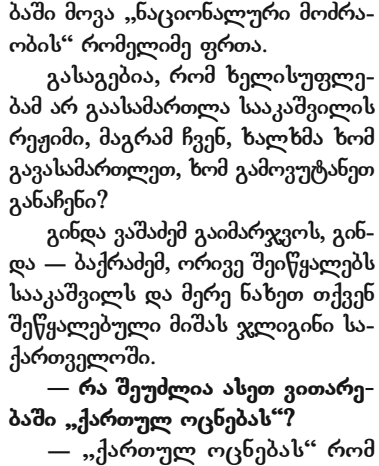 ბაში მოვა „ნაციონალური მოძრა-
ობის“ რომელიმე ფრთა.
გასაგებია, რომ ხელისუფლე-
ბამ არ გაასამართლა სააკაშვილის
რეჟიმი, მაგრამ ჩვენ, ხალხმა ხომ
გავასამართლეთ, ხომ გამოვუტანეთ
განაჩენი?
გინდა ვაშაძემ გაიმარჯვოს, გინ-
და — ბაქრაძემ, ორივე შეიწყალებს
სააკაშვილს და მერე ნახეთ თქვენ
შეწყალებული მიშას ჯლიგინი სა-
ქართველოში.
— რა შეუძლია ასეთ ვითარე-
ბაში „ქართულ ოცნებას“?
— „ქართულ ოცნებას“ რომ